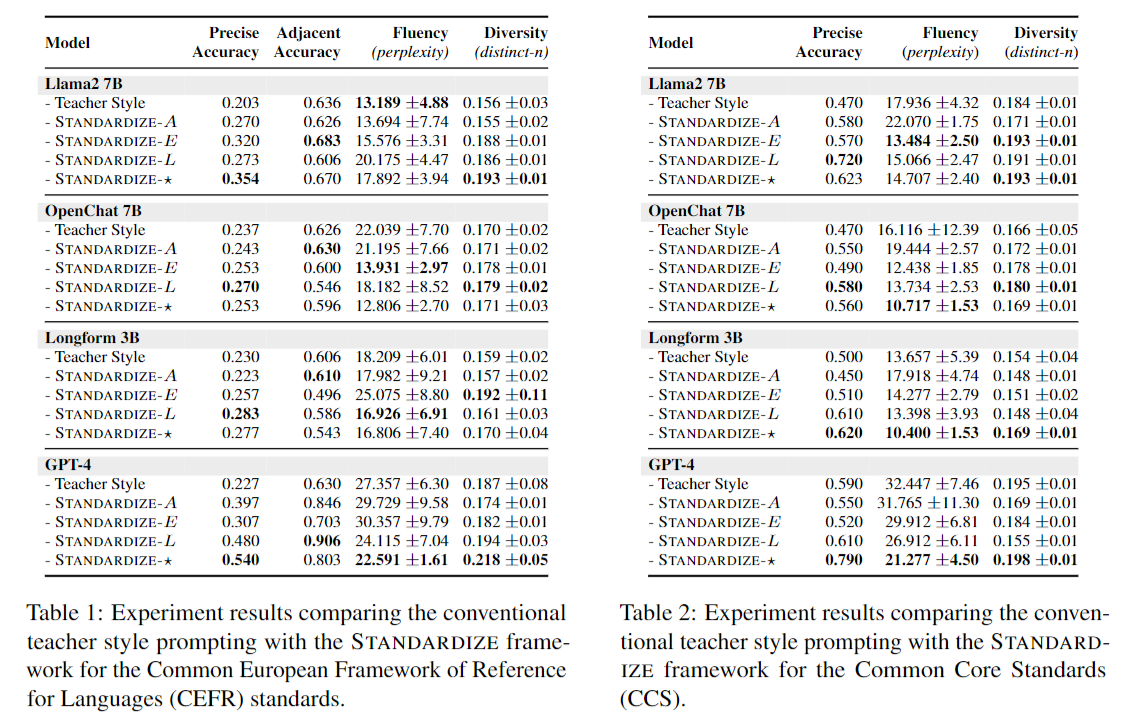 Model Precise Accuracy Adjacent Accuracy Fluency (perplexity) Diversity (distinct-n)
Llama2 7B
- Teacher Style 0.203 0.636 13.189 ±4.88 0.156 ±0.03
- STANDARDIZE-A 0.270 0.626 13.694 ±7.74 0.155 ±0.02
- STANDARDIZE-E 0.320 0.683 15.576 ±3.31 0.188 ±0.01
- STANDARDIZE-L 0.273 0.606 20.175 ±4.47 0.186 ±0.01
- STANDARDIZE-⋆ 0.354 0.670 17.892 ±3.94 0.193 ±0.01
OpenChat 7B
- Teacher Style 0.237 0.626 22.039 ±7.70 0.170 ±0.02
- STANDARDIZE-A 0.243 0.630 21.195 ±7.66 0.171 ±0.02
- STANDARDIZE-E 0.253 0.600 13.931 ±2.97 0.178 ±0.01
- STANDARDIZE-L 0.270 0.546 18.182 ±8.52 0.179 ±0.02
- STANDARDIZE-⋆ 0.253 0.596 12.806 ±2.70 0.171 ±0.03
Longform 3B
- Teacher Style 0.230 0.606 18.209 ±6.01 0.159 ±0.02
- STANDARDIZE-A 0.223 0.610 17.982 ±9.21 0.157 ±0.02
- STANDARDIZE-E 0.257 0.496 25.075 ±8.80 0.192 ±0.11
- STANDARDIZE-L 0.283 0.586 16.926 ±6.91 0.161 ±0.03
- STANDARDIZE-⋆ 0.277 0.543 16.806 ±7.40 0.170 ±0.04
GPT-4
- Teacher Style 0.227 0.630 27.357 ±6.30 0.187 ±0.08
- STANDARDIZE-A 0.397 0.846 29.729 ±9.58 0.174 ±0.01
- STANDARDIZE-E 0.307 0.703 30.357 ±9.79 0.182 ±0.01
- STANDARDIZE-L 0.480 0.906 24.115 ±7.04 0.194 ±0.03
- STANDARDIZE-⋆ 0.540 0.803 22.591 ±1.61 0.218 ±0.05
Table 1: Experiment results comparing the conventional
teacher style prompting with the STANDARDIZE frame-
work for the Common European Framework of Reference
for Languages (CEFR) standards.
Model Precise Accuracy Fluency (perplexity) Diversity (distinct-n)
Llama2 7B
- Teacher Style 0.470 17.936 ±4.32 0.184 ±0.01
- STANDARDIZE-A 0.580 22.070 ±1.75 0.171 ±0.01
- STANDARDIZE-E 0.570 13.484 ±2.50 0.193 ±0.01
- STANDARDIZE-L 0.720 15.066 ±2.47 0.191 ±0.01
- STANDARDIZE-⋆ 0.623 14.707 ±2.40 0.193 ±0.01
OpenChat 7B
- Teacher Style 0.470 16.116 ±12.39 0.166 ±0.05
- STANDARDIZE-A 0.550 19.444 ±2.57 0.172 ±0.01
- STANDARDIZE-E 0.490 12.438 ±1.85 0.178 ±0.01
- STANDARDIZE-L 0.580 13.734 ±2.53 0.180 ±0.01
- STANDARDIZE-⋆ 0.560 10.717 ±1.53 0.169 ±0.01
Longform 3B
- Teacher Style 0.500 13.657 ±5.39 0.154 ±0.04
- STANDARDIZE-A 0.450 17.918 ±4.74 0.148 ±0.01
- STANDARDIZE-E 0.510 14.277 ±2.79 0.151 ±0.02
- STANDARDIZE-L 0.610 13.398 ±3.93 0.148 ±0.04
- STANDARDIZE-⋆ 0.620 10.400 ±1.53 0.169 ±0.01
GPT-4
- Teacher Style 0.590 32.447 ±7.46 0.195 ±0.01
- STANDARDIZE-A 0.550 31.765 ±11.30 0.169 ±0.01
- STANDARDIZE-E 0.520 29.912 ±6.81 0.184 ±0.01
- STANDARDIZE-L 0.610 26.912 ±6.11 0.155 ±0.01
- STANDARDIZE-⋆ 0.790 21.277 ±4.50 0.198 ±0.01
Table 2: Experiment results comparing the conven-
tional teacher style prompting with the STANDARD-
IZE framework for the Common Core Standards
(CCS).